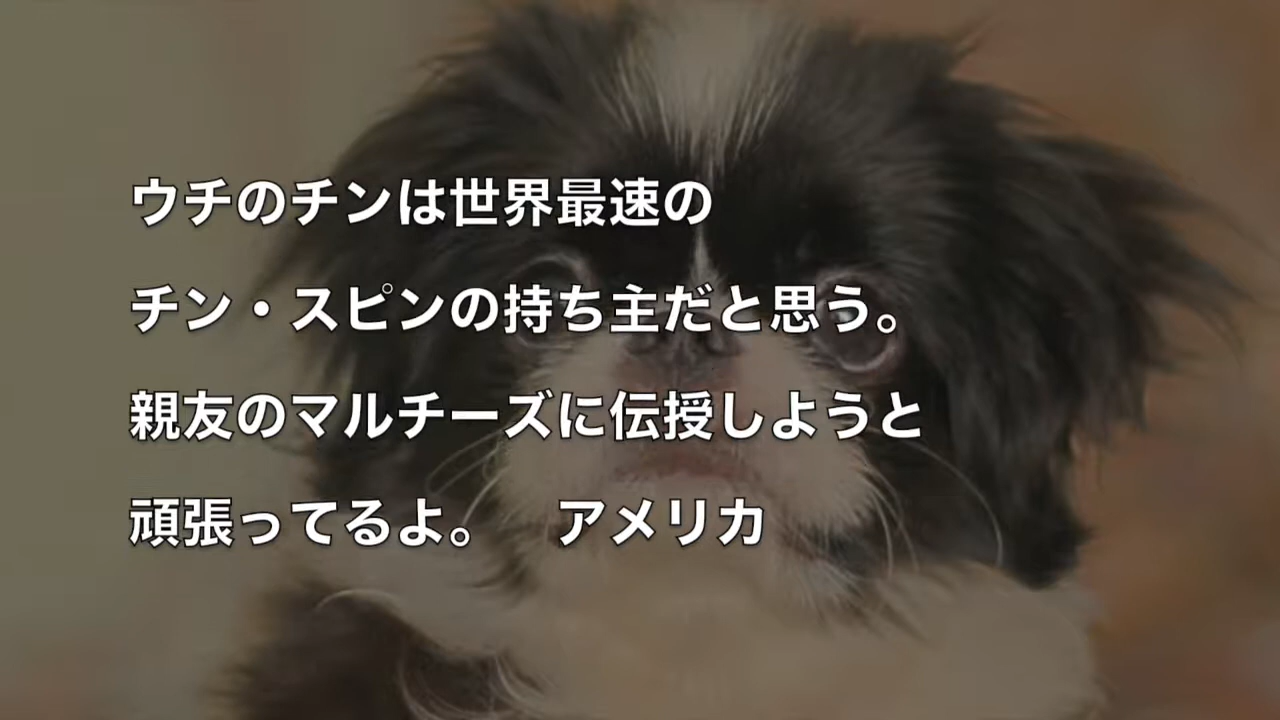 ウチのチンは世界最速の
チン・スピンの持ち主だと思う。
親友のマルチーズに伝授しようと
頑張ってるよ。　アメリカ